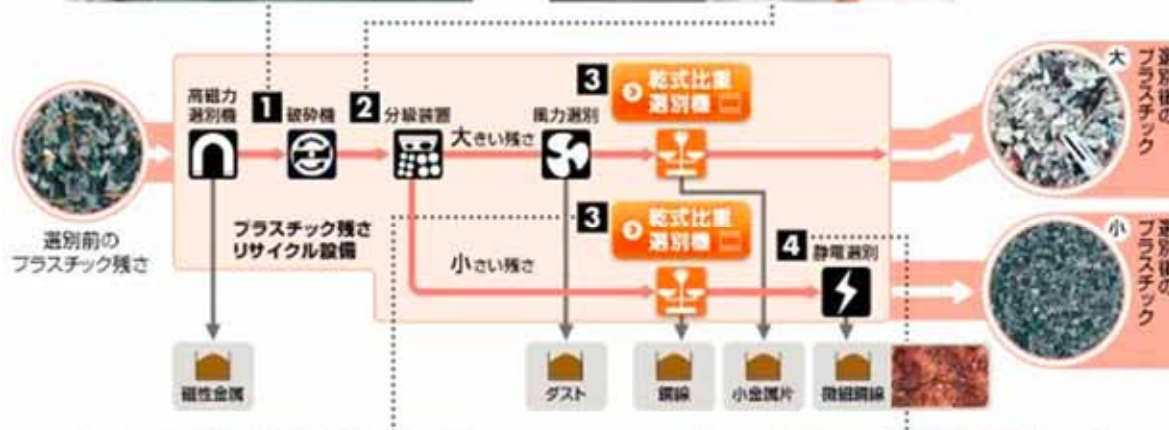 高磁力
選別機
1
破砕機
2
分級装置
大きい残さ
風力選別
3
乾式比重
選別機
大
選別後の
プラスチック
選別前の
プラスチック残さ
プラスチック残さ
リサイクル設備
小さい残さ
3
乾式比重
選別機
4
静電選別
小
選別後の
プラスチック
磁性金属
ダスト
銅線
小金属片
微細銅線